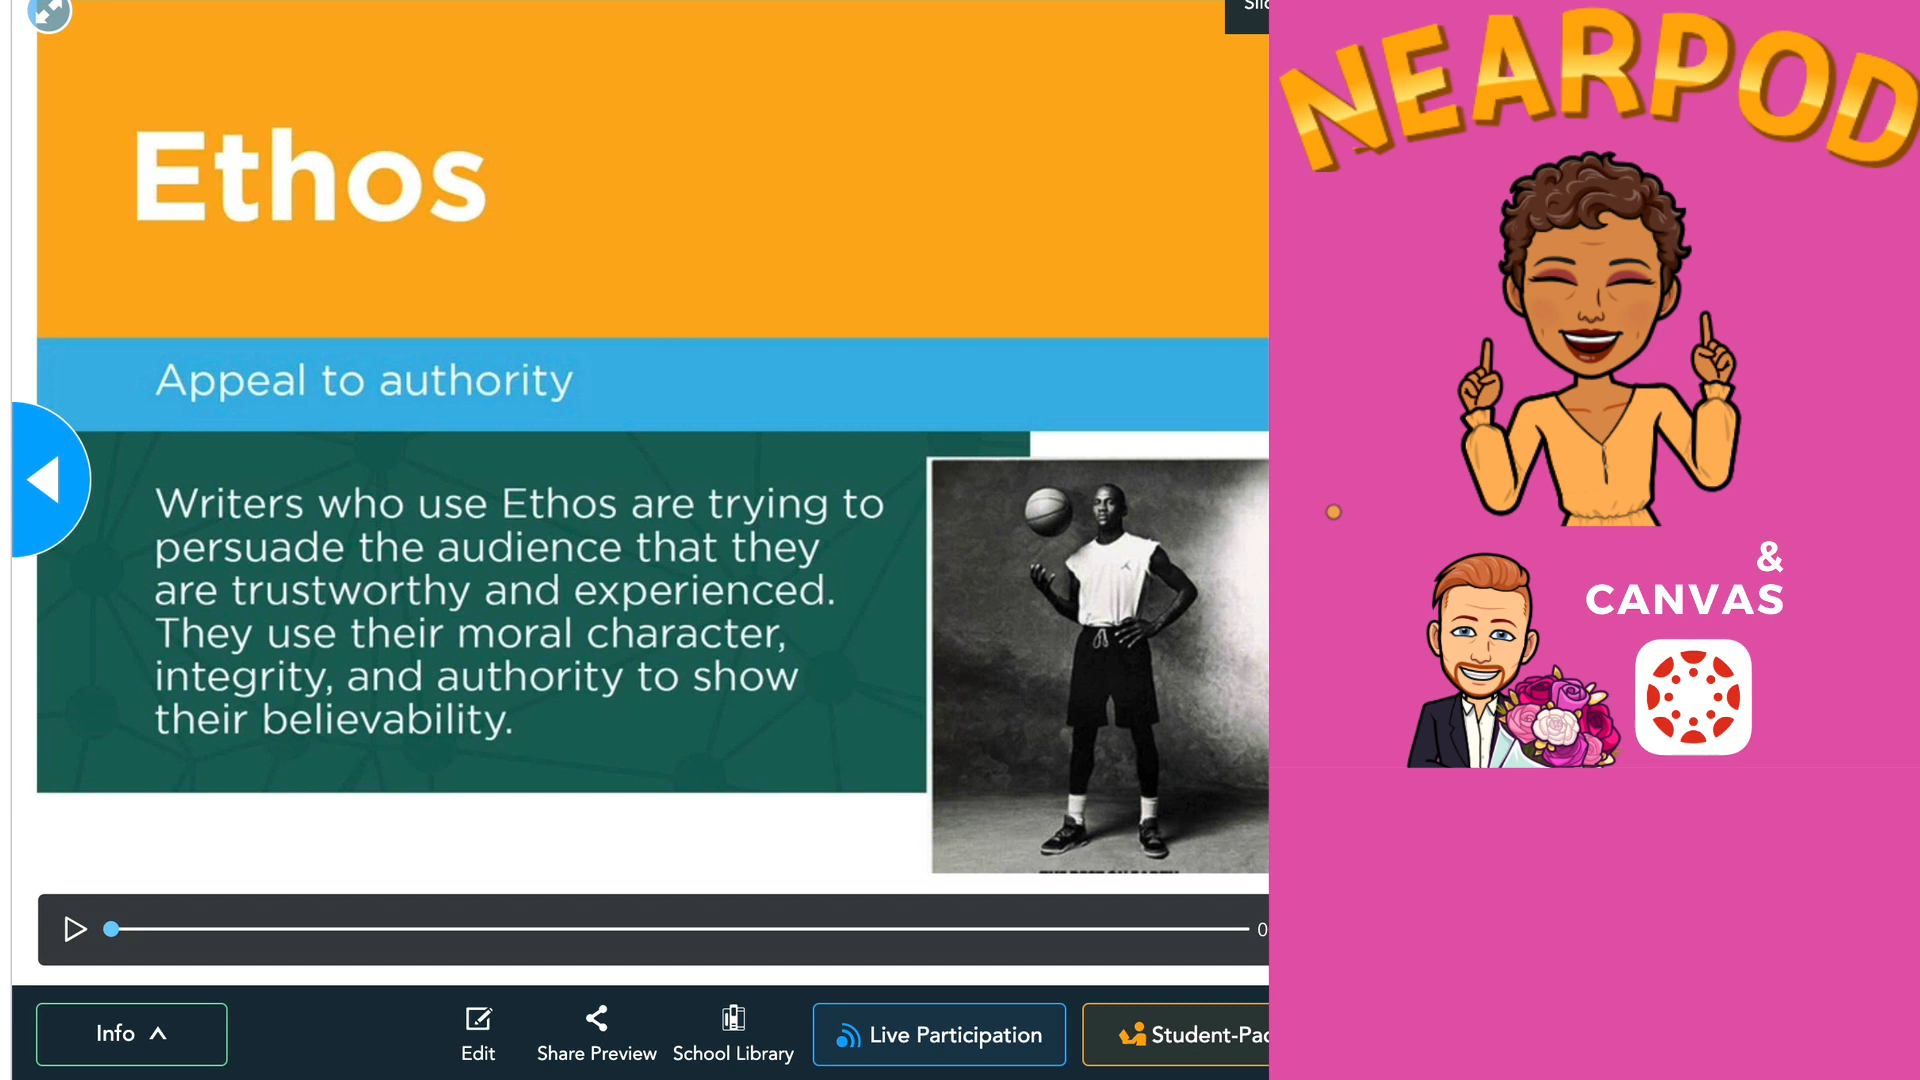 Ethos
Appeal to authority
Writers who use Ethos are trying to
persuade the audience that they
are trustworthy and experienced.
They use their moral character,
integrity, and authority to show
their believability.
Info
Edit
Share Preview
School Library
Live Participation
NEARPOD
&
CANVAS